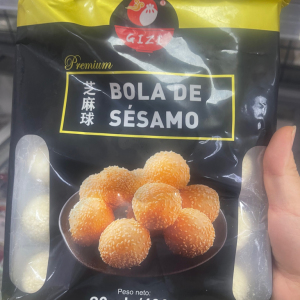 GIZI
Premium
芝麻球
BOLA DE
SÉSAMO
Peso neto: